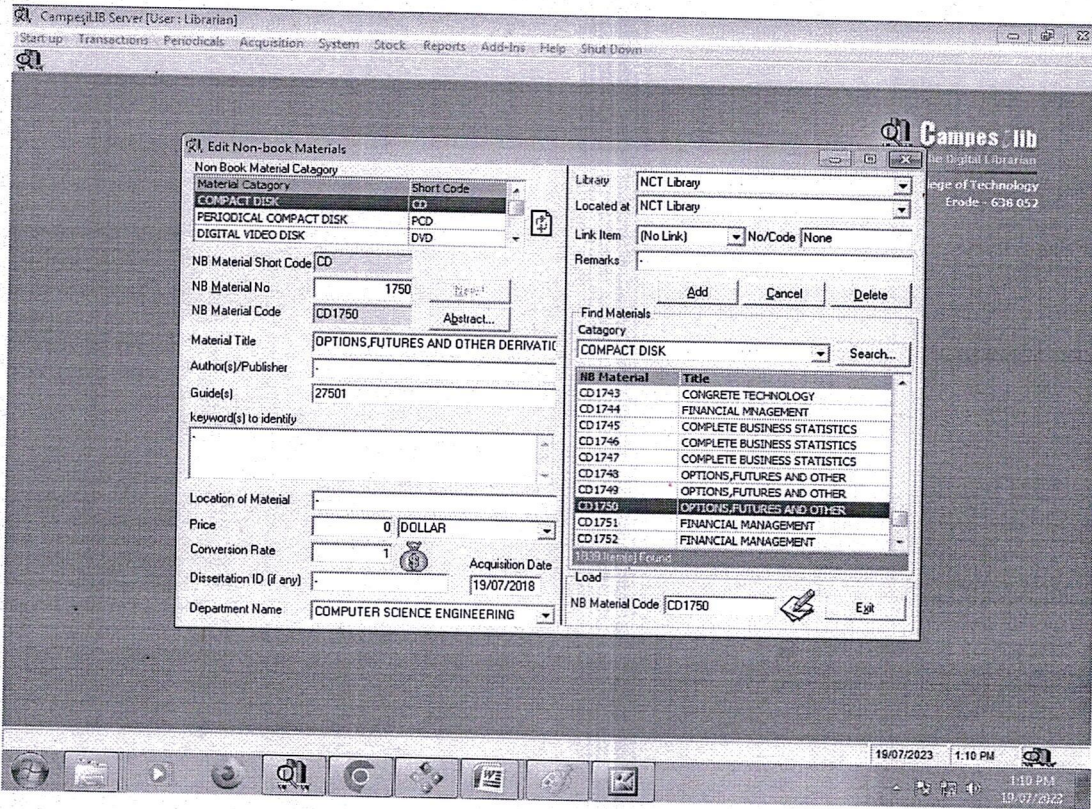 CampesjiLIB Server [User : Librarian]
Start up Transactions Periodicals Acquisition System Stock Reports Add-Ins Help Shut Down
Campes lib
The Digital Librarian
lege of Technology
Erode - 638 052
Edit Non-book Materials
Non Book Material Catagory
Material Catagory Short Code
COMPACT DISK CD
PERIODICAL COMPACT DISK PCD
DIGITAL VIDEO DISK DVD
NB Material Short Code CD
NB Material No 1750
NB Material Code CD1750 Abstract...
Material Title OPTIONS,FUTURES AND OTHER DERIVATI
Author(s)/Publisher .
Guide(s) 27501
keyword(s) to identify
Location of Material .
Price 0 DOLLAR
Conversion Rate 1
Acquisition Date
Dissertation ID (if any) . 19/07/2018
Department Name COMPUTER SCIENCE ENGINEERING
Library NCT Library
Located at NCT Library
Link Item (No Link) No/Code None
Remarks .
Add Cancel Delete
Find Materials
Catagory
COMPACT DISK Search...
NB Material Title
CD1743 CONGRETE TECHNOLOGY
CD1744 FINANCIAL MNAGEMENT
CD1745 COMPLETE BUSINESS STATISTICS
CD1746 COMPLETE BUSINESS STATISTICS
CD1747 COMPLETE BUSINESS STATISTICS
CD1748 OPTIONS,FUTURES AND OTHER
CD1749 OPTIONS,FUTURES AND OTHER
CD1750 OPTIONS,FUTURES AND OTHER
CD1751 FINANCIAL MANAGEMENT
CD1752 FINANCIAL MANAGEMENT
1839 Item(s) Found
Load
NB Material Code CD1750 Exit
19/07/2023 1:10 PM
1:10 PM
19/07/2023